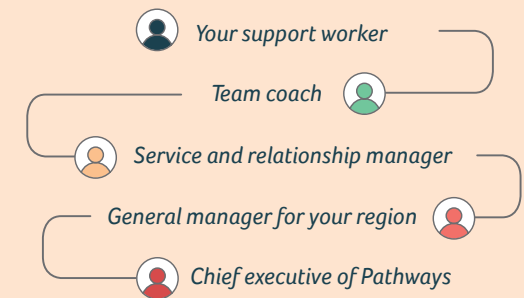 Your support worker
Team coach
Service and relationship manager
General manager for your region
Chief executive of Pathways